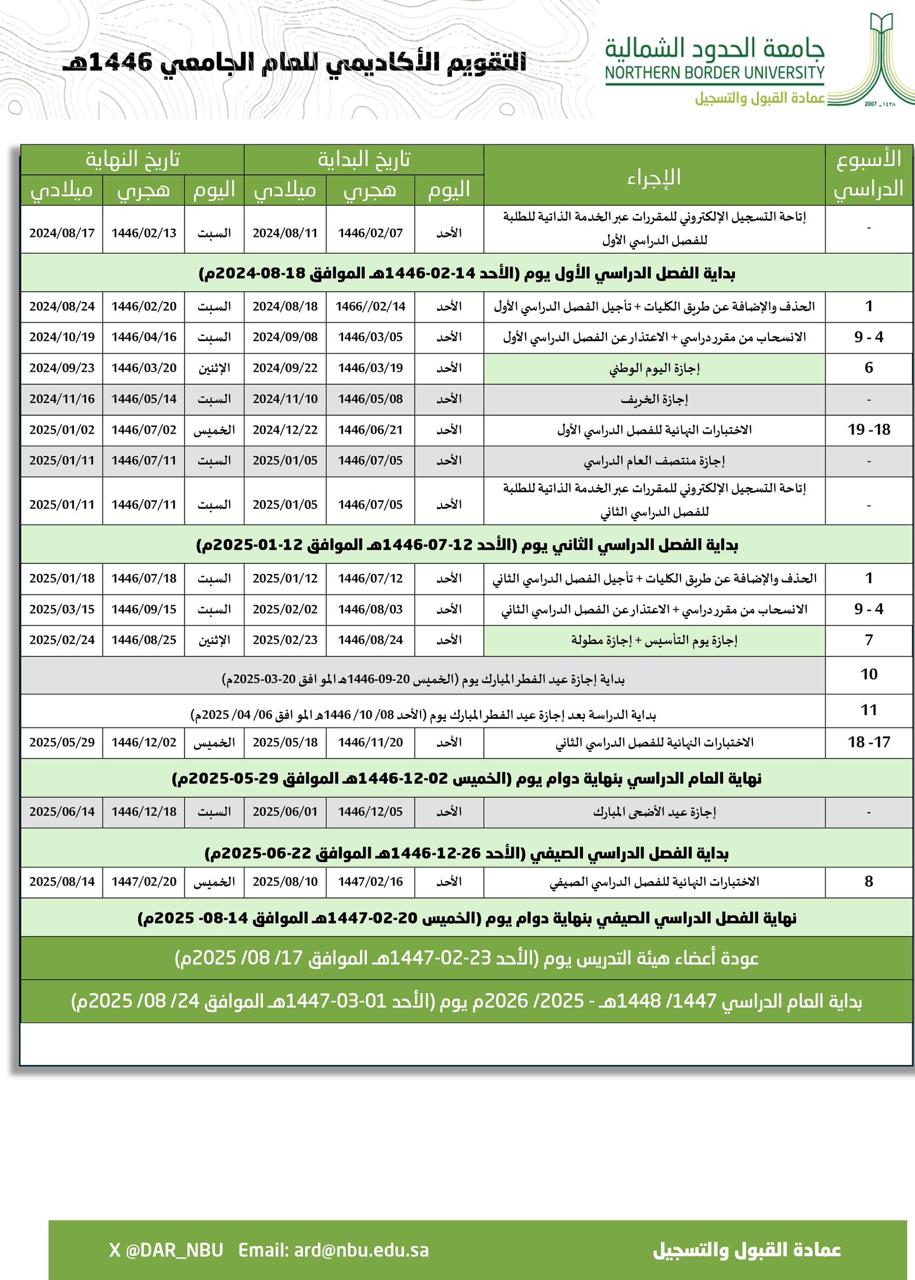 التقويم الأكاديمي للعام الجامعي 1446هـ
جامعة الحدود الشمالية
NORTHERN BORDER UNIVERSITY
عمادة القبول والتسجيل
2007 _ ١٤٢٨
الأسبوع الدراسي الإجراء تاريخ البداية تاريخ النهاية
اليوم هجري ميلادي اليوم هجري ميلادي
- إتاحة التسجيل الإلكتروني للمقررات عبر الخدمة الذاتية للطلبة
للفصل الدراسي الأول الأحد 1446/02/07 2024/08/11 السبت 1446/02/13 2024/08/17
بداية الفصل الدراسي الأول يوم (الأحد 14-02-1446هـ الموافق 18-08-2024م)
1 الحذف والإضافة عن طريق الكليات + تأجيل الفصل الدراسي الأول الأحد 1466//02/14 2024/08/18 السبت 1446/02/20 2024/08/24
4 - 9 الانسحاب من مقرر دراسي + الاعتذار عن الفصل الدراسي الأول الأحد 1446/03/05 2024/09/08 السبت 1446/04/16 2024/10/19
6 إجازة اليوم الوطني الأحد 1446/03/19 2024/09/22 الإثنين 1446/03/20 2024/09/23
- إجازة الخريف الأحد 1446/05/08 2024/11/10 السبت 1446/05/14 2024/11/16
18- 19 الاختبارات النهائية للفصل الدراسي الأول الأحد 1446/06/21 2024/12/22 الخميس 1446/07/02 2025/01/02
- إجازة منتصف العام الدراسي الأحد 1446/07/05 2025/01/05 السبت 1446/07/11 2025/01/11
- إتاحة التسجيل الإلكتروني للمقررات عبر الخدمة الذاتية للطلبة
للفصل الدراسي الثاني الأحد 1446/07/05 2025/01/05 السبت 1446/07/11 2025/01/11
بداية الفصل الدراسي الثاني يوم (الأحد 12-07-1446هـ الموافق 12-01-2025م)
1 الحذف والإضافة عن طريق الكليات + تأجيل الفصل الدراسي الثاني الأحد 1446/07/12 2025/01/12 السبت 1446/07/18 2025/01/18
4 - 9 الانسحاب من مقرر دراسي + الاعتذار عن الفصل الدراسي الثاني الأحد 1446/08/03 2025/02/02 السبت 1446/09/15 2025/03/15
7 إجازة يوم التأسيس + إجازة مطولة الأحد 1446/08/24 2025/02/23 الإثنين 1446/08/25 2025/02/24
10 بداية إجازة عيد الفطر المبارك يوم (الخميس 20-09-1446هـ المو افق 20-03-2025م)
11 بداية الدراسة بعد إجازة عيد الفطر المبارك يوم (الأحد 08/ 10/ 1446هـ المو افق 06/ 04/ 2025م)
17- 18 الاختبارات النهائية للفصل الدراسي الثاني الأحد 1446/11/20 2025/05/18 الخميس 1446/12/02 2025/05/29
نهاية العام الدراسي بنهاية دوام يوم (الخميس 02-12-1446هـ الموافق 29-05-2025م)
- إجازة عيد الأضحى المبارك الأحد 1446/12/05 2025/06/01 السبت 1446/12/18 2025/06/14
بداية الفصل الدراسي الصيفي (الأحد 26-12-1446هـ الموافق 22-06-2025م)
8 الاختبارات النهائية للفصل الدراسي الصيفي الأحد 1447/02/16 2025/08/10 الخميس 1447/02/20 2025/08/14
نهاية الفصل الدراسي الصيفي بنهاية دوام يوم (الخميس 20-02-1447هـ الموافق 14-08- 2025م)
عودة أعضاء هيئة التدريس يوم (الأحد 23-02-1447هـ الموافق 17/ 08/ 2025م)
بداية العام الدراسي 1447/ 1448هـ - 2025/ 2026م يوم (الأحد 01-03-1447هـ الموافق 24/ 08/ 2025م)
عمادة القبول والتسجيل
X @DAR_NBU Email: ard@nbu.edu.sa